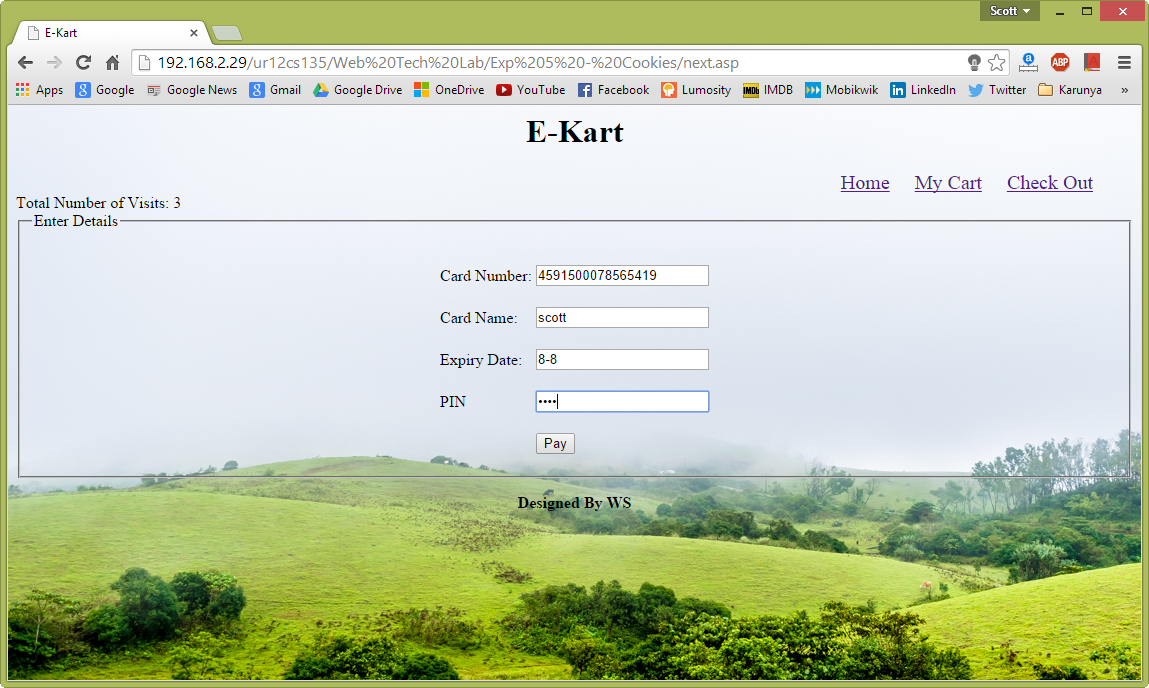 Scott
E-Kart
192.168.2.29/ur12cs135/Web%20Tech%20Lab/Exp%205%20-%20Cookies/next.asp
Apps Google Google News Gmail Google Drive OneDrive YouTube Facebook Lumosity IMDb IMDB Mobikwik LinkedIn Twitter Karunya »
E-Kart
Home My Cart Check Out
Total Number of Visits: 3
Enter Details
Card Number: 4591500078565419
Card Name: scott
Expiry Date: 8-8
PIN ••••
Pay
Designed By WS